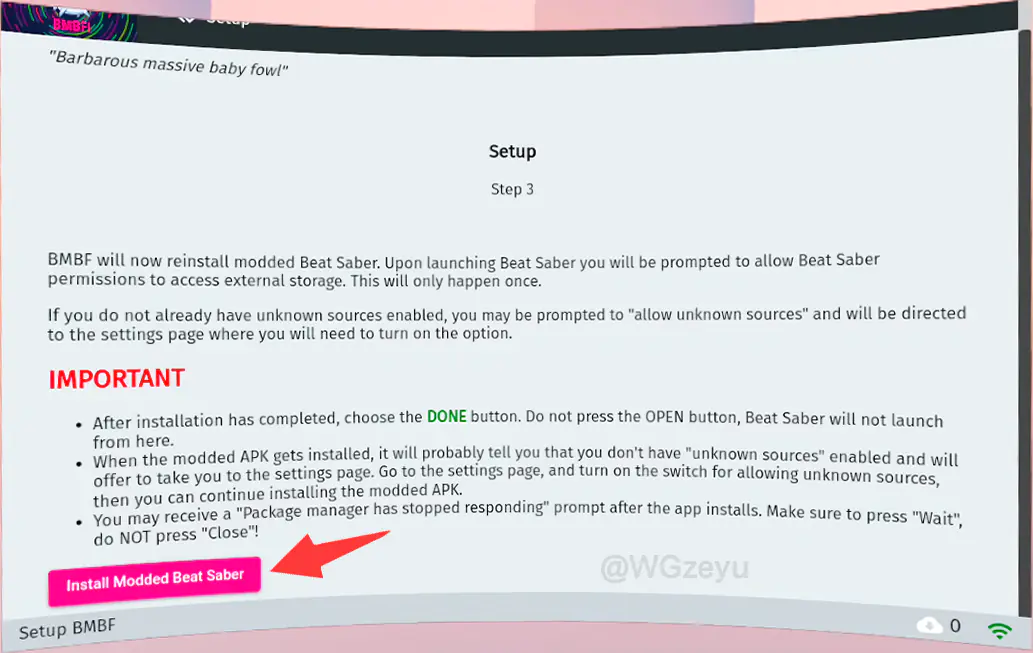 BMBF!
Setup
"Barbarous massive baby fowl"
Setup
Step 3
BMBF will now reinstall modded Beat Saber. Upon launching Beat Saber you will be prompted to allow Beat Saber
permissions to access external storage. This will only happen once.
If you do not already have unknown sources enabled, you may be prompted to "allow unknown sources" and will be directed
to the settings page where you will need to turn on the option.
IMPORTANT
• After installation has completed, choose the DONE button. Do not press the OPEN button, Beat Saber will not launch
from here.
• When the modded APK gets installed, it will probably tell you that you don't have "unknown sources" enabled and will
offer to take you to the settings page. Go to the settings page, and turn on the switch for allowing unknown sources,
then you can continue installing the modded APK.
• You may receive a "Package manager has stopped responding" prompt after the app installs. Make sure to press "Wait",
do NOT press "Close"!
Install Modded Beat Saber
@WGzeyu
Setup BMBF
0